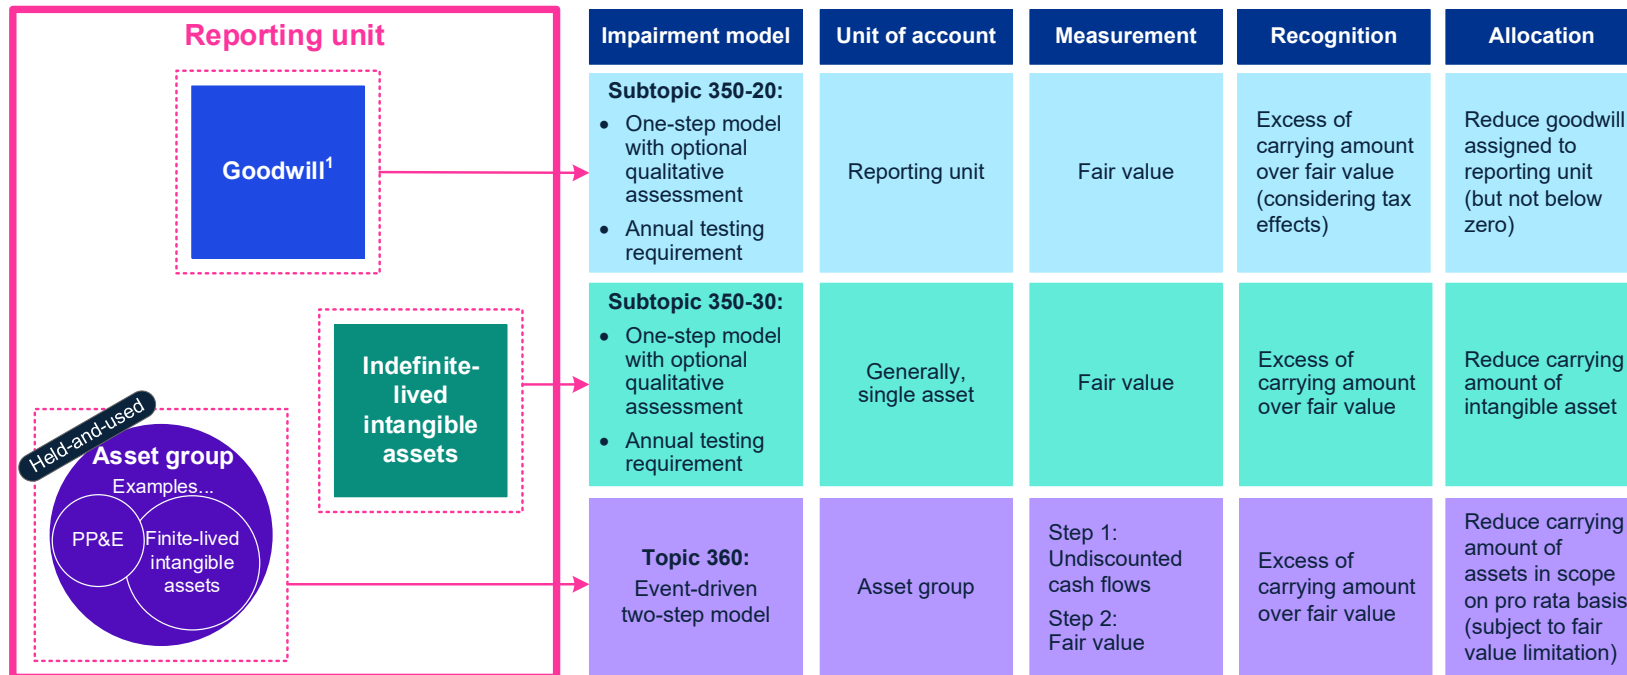 Reporting unit
Goodwill1
Indefinite-
lived
intangible
assets
Held-and-used
Asset group
Examples...
PP&E
Finite-lived
intangible
assets
Impairment model
Unit of account
Measurement
Recognition
Allocation
Subtopic 350-20:
• One-step model
with optional
qualitative
assessment
• Annual testing
requirement
Reporting unit
Fair value
Excess of
carrying amount
over fair value
(considering tax
effects)
Reduce goodwill
assigned to
reporting unit
(but not below
zero)
Subtopic 350-30:
• One-step model
with optional
qualitative
assessment
• Annual testing
requirement
Generally,
single asset
Fair value
Excess of
carrying amount
over fair value
Reduce carrying
amount of
intangible asset
Topic 360:
Event-driven
two-step model
Asset group
Step 1:
Undiscounted
cash flows
Step 2:
Fair value
Excess of
carrying amount
over fair value
Reduce carrying
amount of
assets in scope
on pro rata basis
(subject to fair
value limitation)